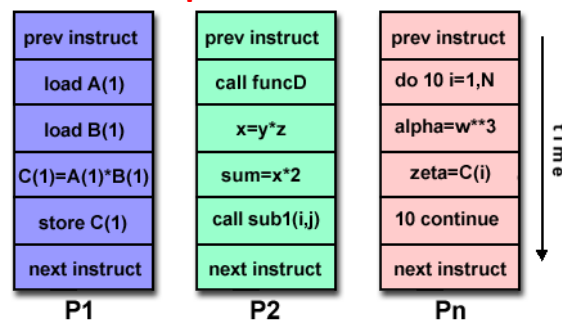 prev instruct
load A(1)
load B(1)
C(1)=A(1)*B(1)
store C(1)
next instruct
P1
prev instruct
call funcD
x=y*z
sum=x*2
call sub1(i,j)
next instruct
P2
prev instruct
do 10 i=1,N
alpha=w**3
zeta=C(i)
10 continue
next instruct
Pn
time